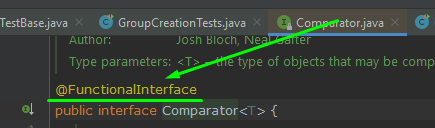 TestBase.java GroupCreationTests.java Comparator.java
Author: Josh Bloch, Neal Gafter
Type parameters: <T> – the type of objects that may be comp
@FunctionalInterface
public interface Comparator<T> {